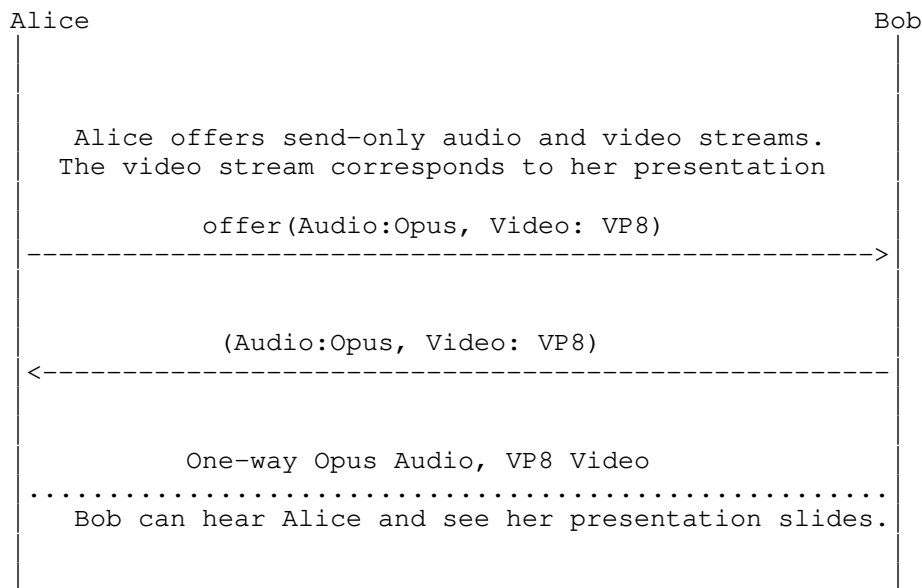 Alice Bob
Alice offers send-only audio and video streams.
The video stream corresponds to her presentation
offer(Audio:Opus, Video: VP8)
(Audio:Opus, Video: VP8)
One-way Opus Audio, VP8 Video
Bob can hear Alice and see her presentation slides.